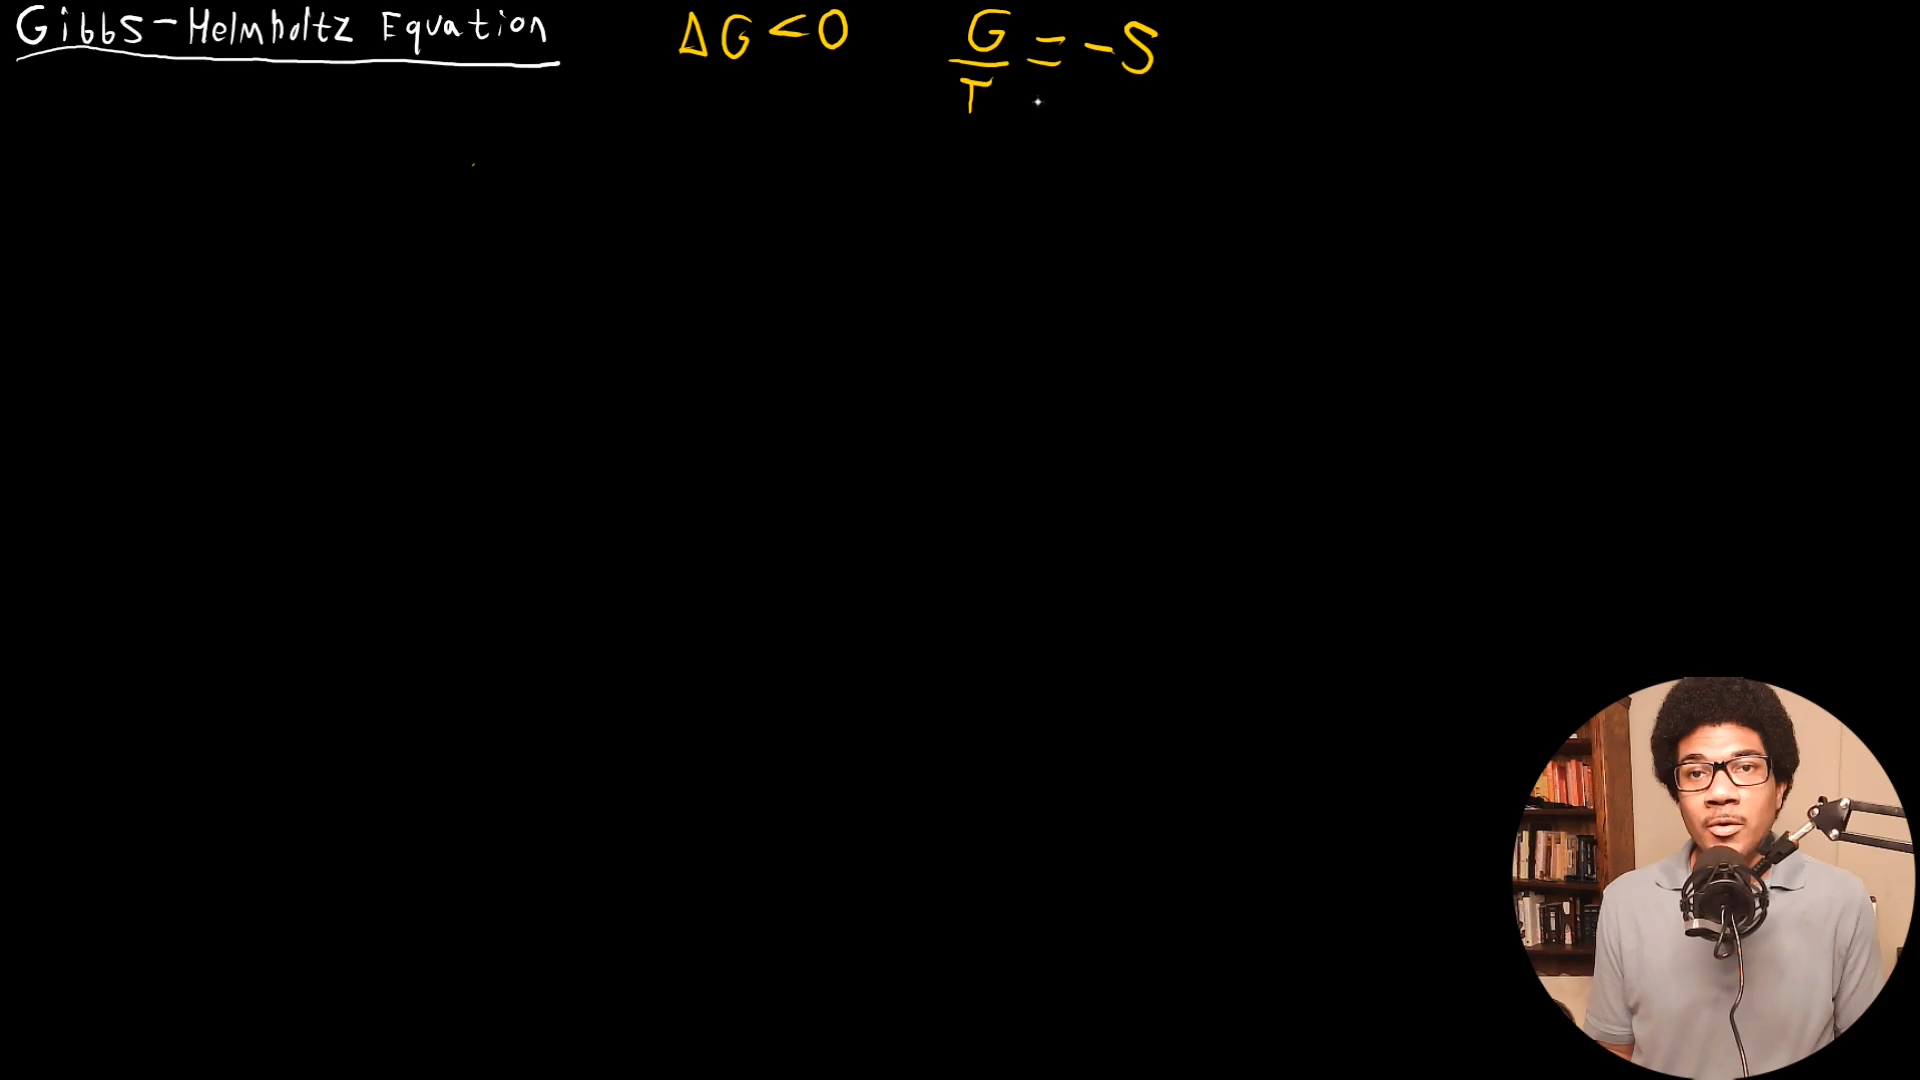 Gibbs-Helmholtz Equation
ΔG<0
G/T = -S